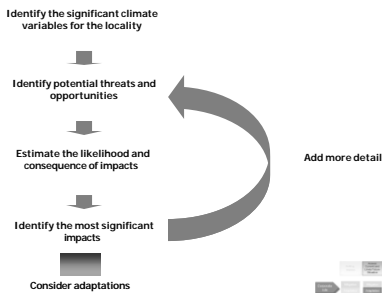 Identify the significant climate
variables for the locality
Identify potential threats and
opportunities
Estimate the likelihood and
consequence of impacts
Add more detail
Identify the most significant
impacts
Consider adaptations